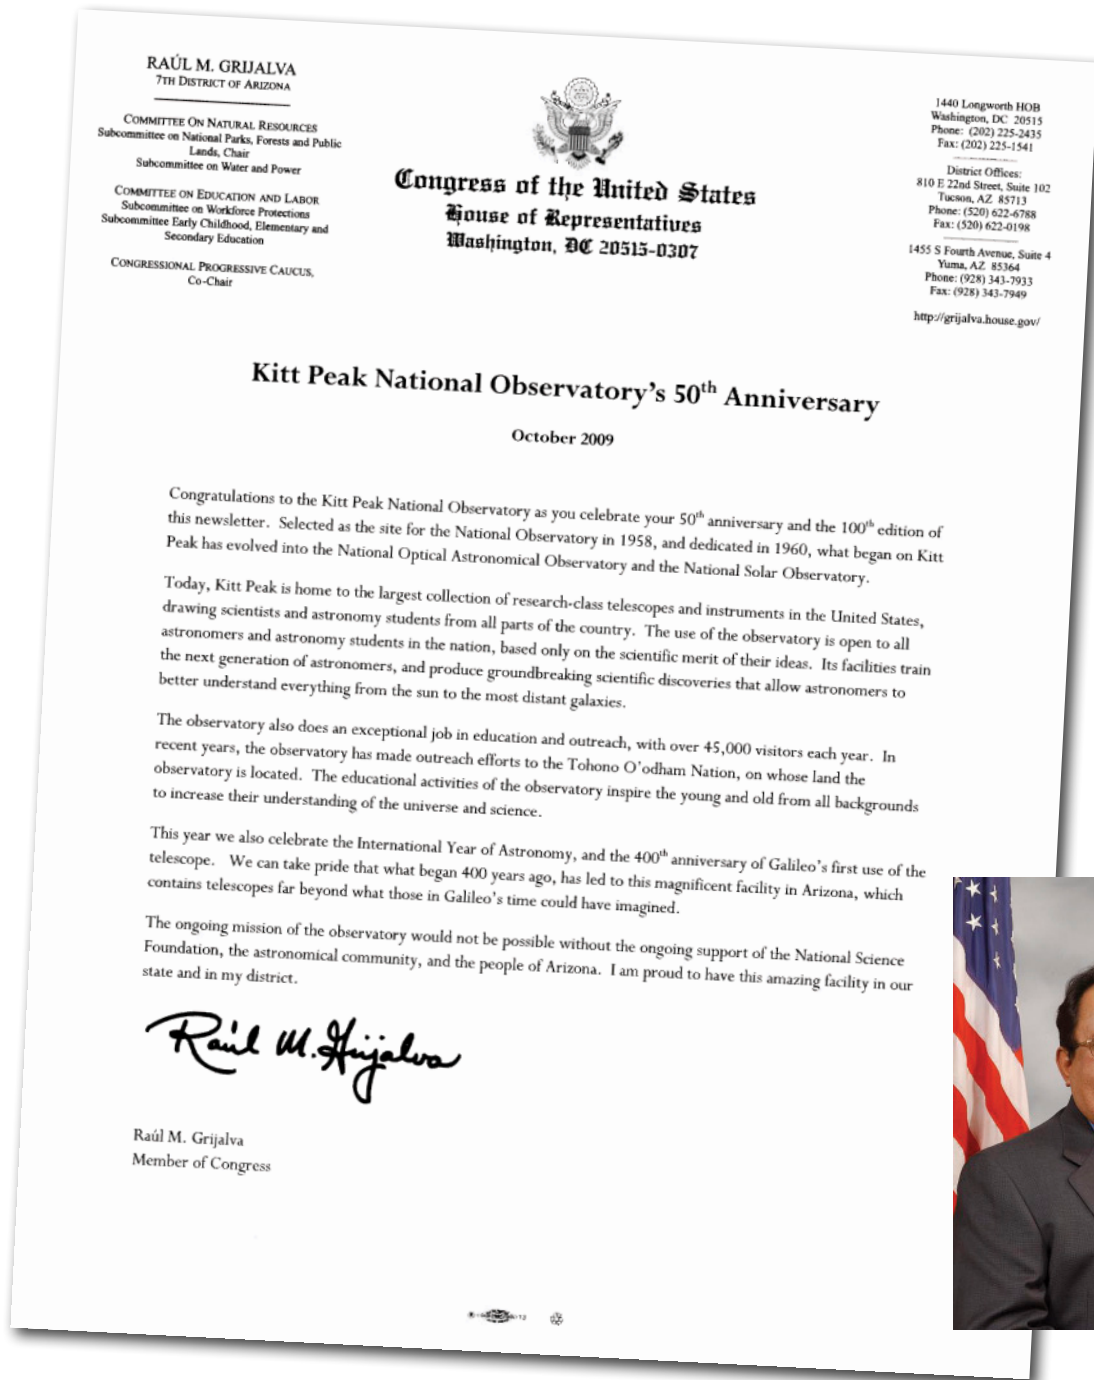 RAÚL M. GRIJALVA
7TH DISTRICT OF ARIZONA
COMMITTEE ON NATURAL RESOURCES
Subcommittee on National Parks, Forests and Public
Lands, Chair
Subcommittee on Water and Power
COMMITTEE ON EDUCATION AND LABOR
Subcommittee on Workforce Protections
Subcommittee Early Childhood, Elementary and
Secondary Education
CONGRESSIONAL PROGRESSIVE CAUCUS,
Co-Chair
Congress of the United States
House of Representatives
Washington, DC 20515-0307
1440 Longworth HOB
Washington, DC 20515
Phone: (202) 225-2435
Fax: (202) 225-1541
District Offices:
810 E 22nd Street, Suite 102
Tucson, AZ 85713
Phone: (520) 622-6788
Fax: (520) 622-0198
1455 S Fourth Avenue, Suite 4
Yuma, AZ 85364
Phone: (928) 343-7933
Fax: (928) 343-7949
http://grijalva.house.gov/
Kitt Peak National Observatory's 50th Anniversary
October 2009
Congratulations to the Kitt Peak National Observatory as you celebrate your 50th anniversary and the 100th edition of
this newsletter. Selected as the site for the National Observatory in 1958, and dedicated in 1960, what began on Kitt
Peak has evolved into the National Optical Astronomical Observatory and the National Solar Observatory.
Today, Kitt Peak is home to the largest collection of research-class telescopes and instruments in the United States,
drawing scientists and astronomy students from all parts of the country. The use of the observatory is open to all
astronomers and astronomy students in the nation, based only on the scientific merit of their ideas. Its facilities train
the next generation of astronomers, and produce groundbreaking scientific discoveries that allow astronomers to
better understand everything from the sun to the most distant galaxies.
The observatory also does an exceptional job in education and outreach, with over 45,000 visitors each year. In
recent years, the observatory has made outreach efforts to the Tohono O'odham Nation, on whose land the
observatory is located. The educational activities of the observatory inspire the young and old from all backgrounds
to increase their understanding of the universe and science.
This year we also celebrate the International Year of Astronomy, and the 400th anniversary of Galileo's first use of the
telescope. We can take pride that what began 400 years ago, has led to this magnificent facility in Arizona, which
contains telescopes far beyond what those in Galileo's time could have imagined.
The ongoing mission of the observatory would not be possible without the ongoing support of the National Science
Foundation, the astronomical community, and the people of Arizona. I am proud to have this amazing facility in our
state and in my district.
Raúl M. Grijalva
Raúl M. Grijalva
Member of Congress